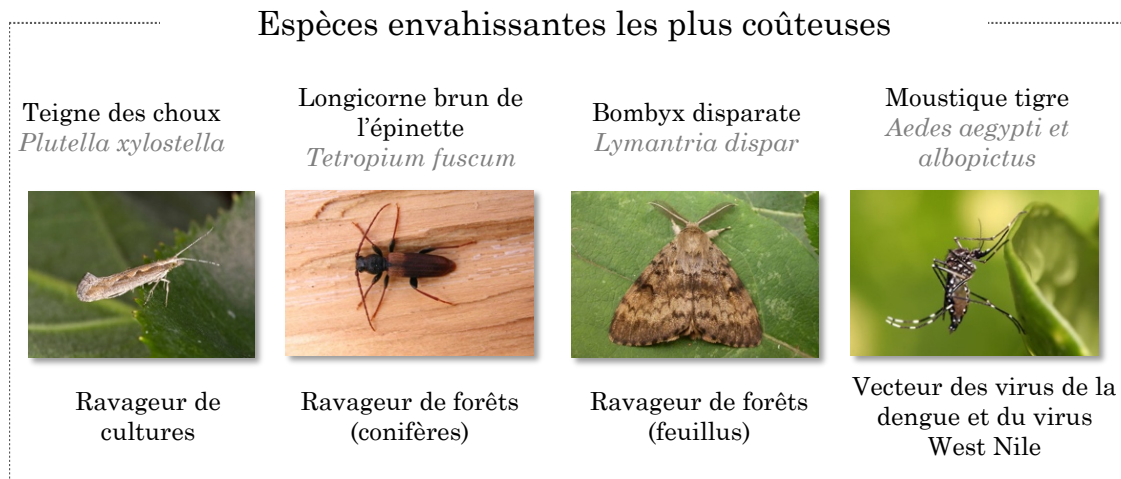 Espèces envahissantes les plus coûteuses
Teigne des choux
Plutella xylostella
Longicorne brun de
l'épinette
Tetropium fuscum
Bombyx disparate
Lymantria dispar
Moustique tigre
Aedes aegypti et
albopictus
Ravageur de
cultures
Ravageur de forêts
(conifères)
Ravageur de forêts
(feuillus)
Vecteur des virus de la
dengue et du virus
West Nile